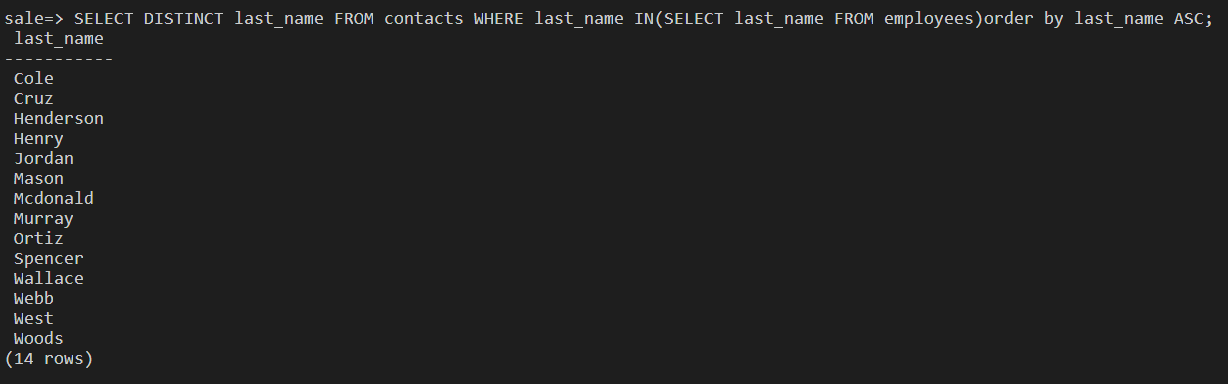 sale=> SELECT DISTINCT last_name FROM contacts WHERE last_name IN(SELECT last_name FROM employees)order by last_name ASC;
 last_name
-----------
 Cole
 Cruz
 Henderson
 Henry
 Jordan
 Mason
 Mcdonald
 Murray
 Ortiz
 Spencer
 Wallace
 Webb
 West
 Woods
(14 rows)